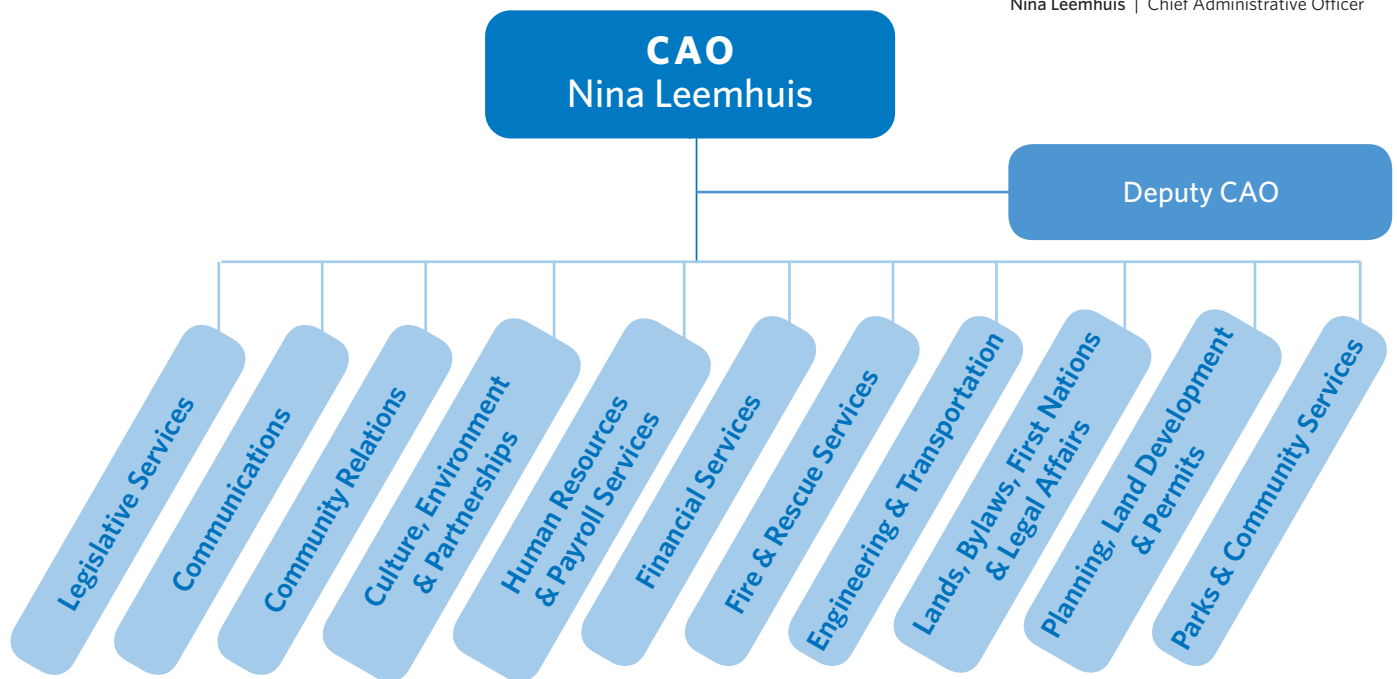 Nina Leemhuis | Chief Administrative Officer
CAO
Nina Leemhuis
Deputy CAO
Legislative Services
Communications
Community Relations
Culture, Environment
& Partnerships
Human Resources
& Payroll Services
Financial Services
Fire & Rescue Services
Engineering & Transportation
Lands, Bylaws, First Nations
& Legal Affairs
Planning, Land Development
& Permits
Parks & Community Services